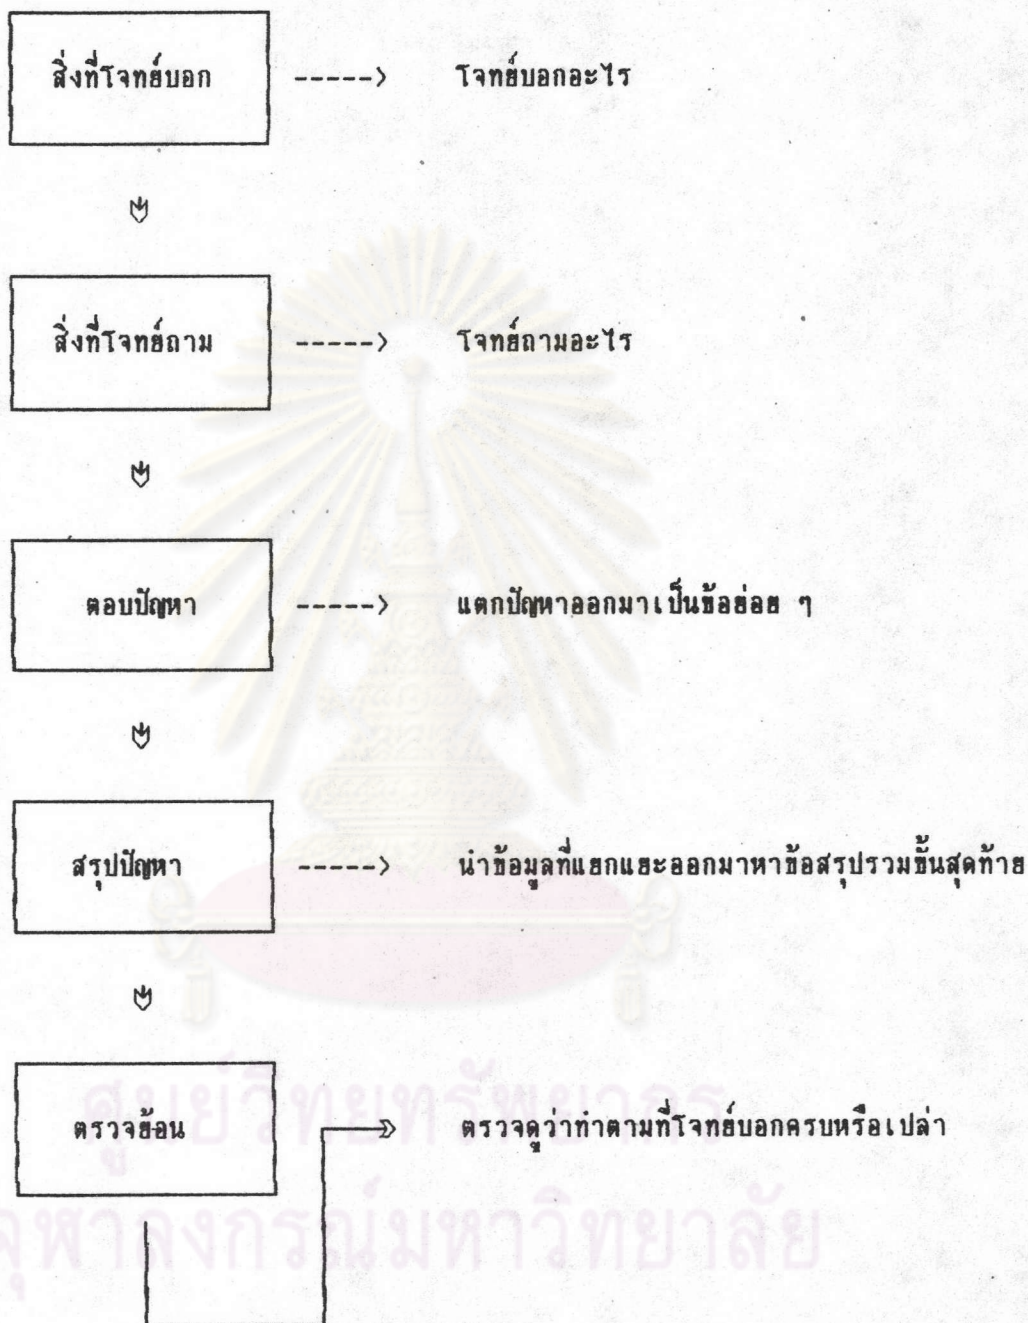 สิ่งที่โจทย์บอก -----> โจทย์บอกอะไร
สิ่งที่โจทย์ถาม -----> โจทย์ถามอะไร
ตอบปัญหา -----> แตกปัญหาออกมาเป็นข้อย่อย ๆ
สรุปปัญหา -----> นำข้อมูลที่แยกแยะออกมาหาข้อสรุปรวมขั้นสุดท้าย
ตรวจย้อน ตรวจดูว่าทำตามที่โจทย์บอกครบหรือเปล่า
ศูนย์วิทยทรัพยากร
จุฬาลงกรณ์มหาวิทยาลัย